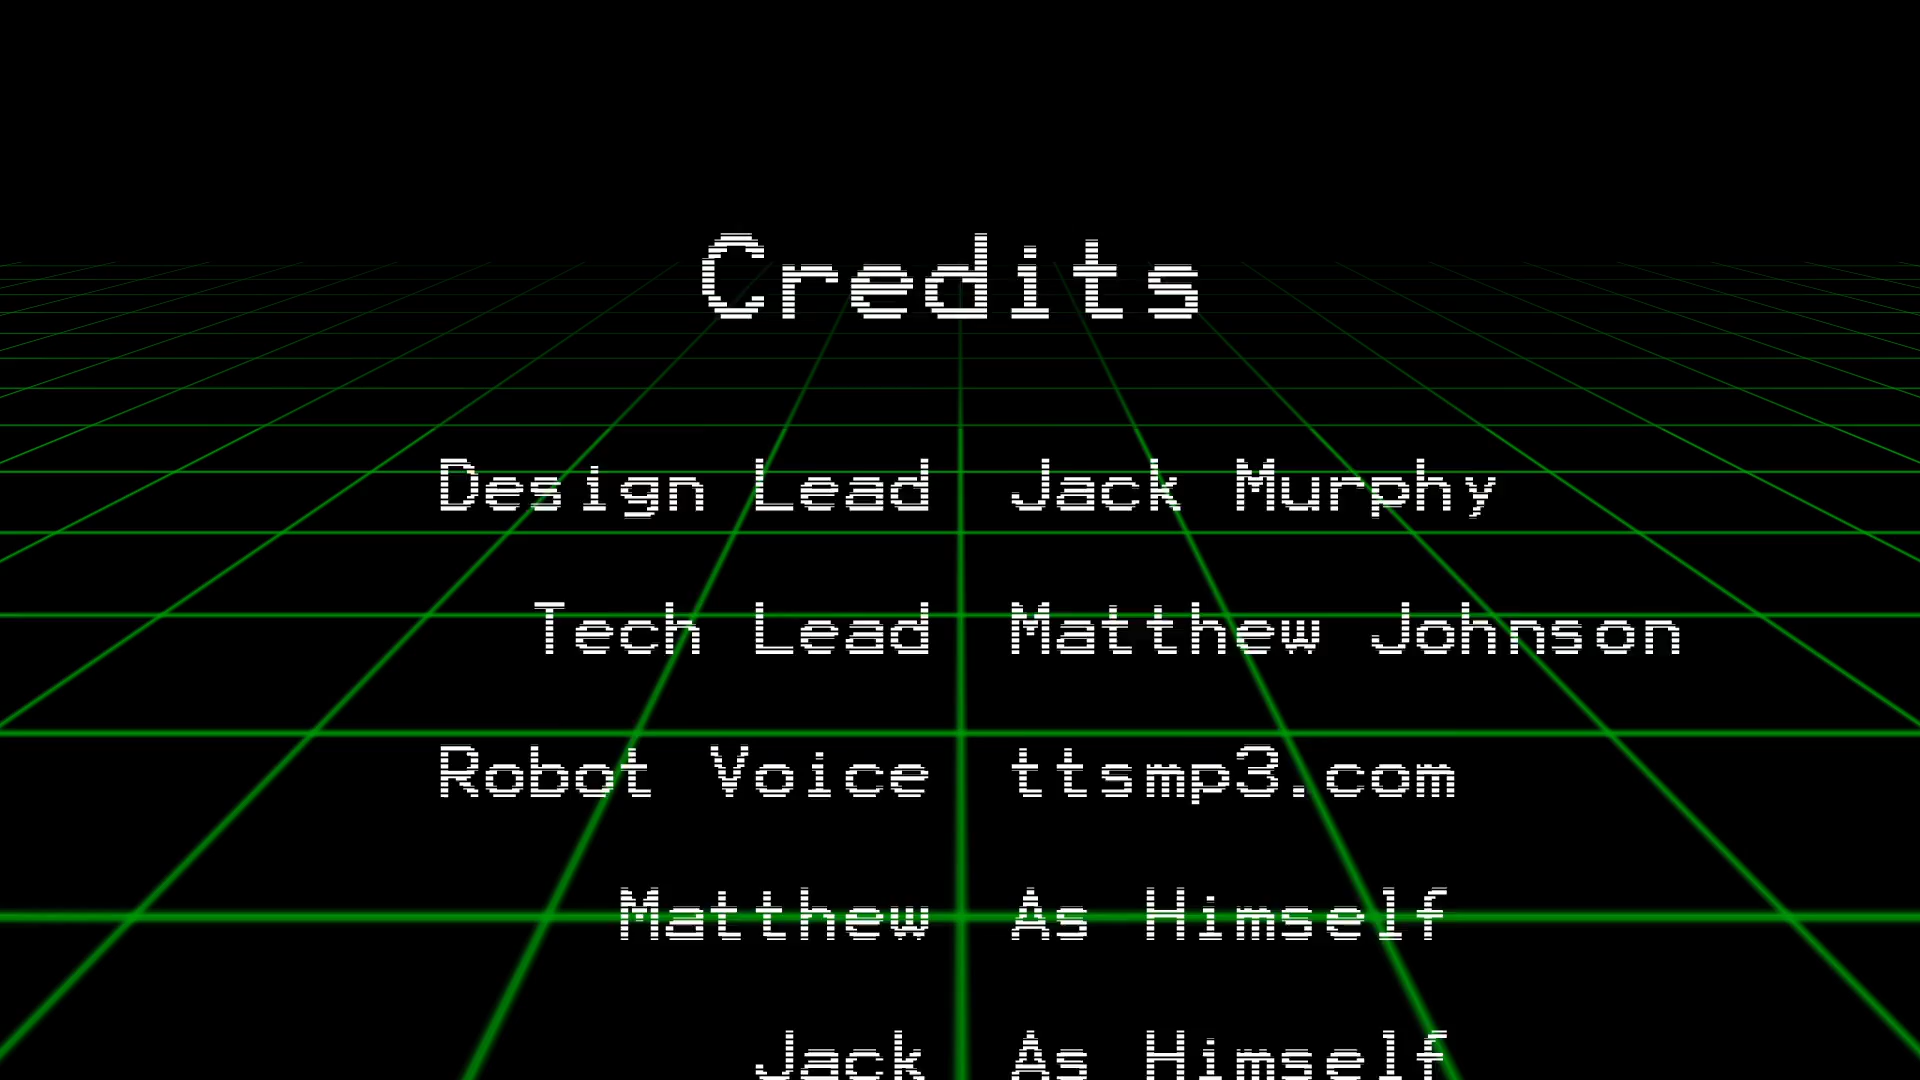 Credits
Design Lead Jack Murphy
Tech Lead Matthew Johnson
Robot Voice ttsmp3.com
Matthew As Himself
Jack As Himself